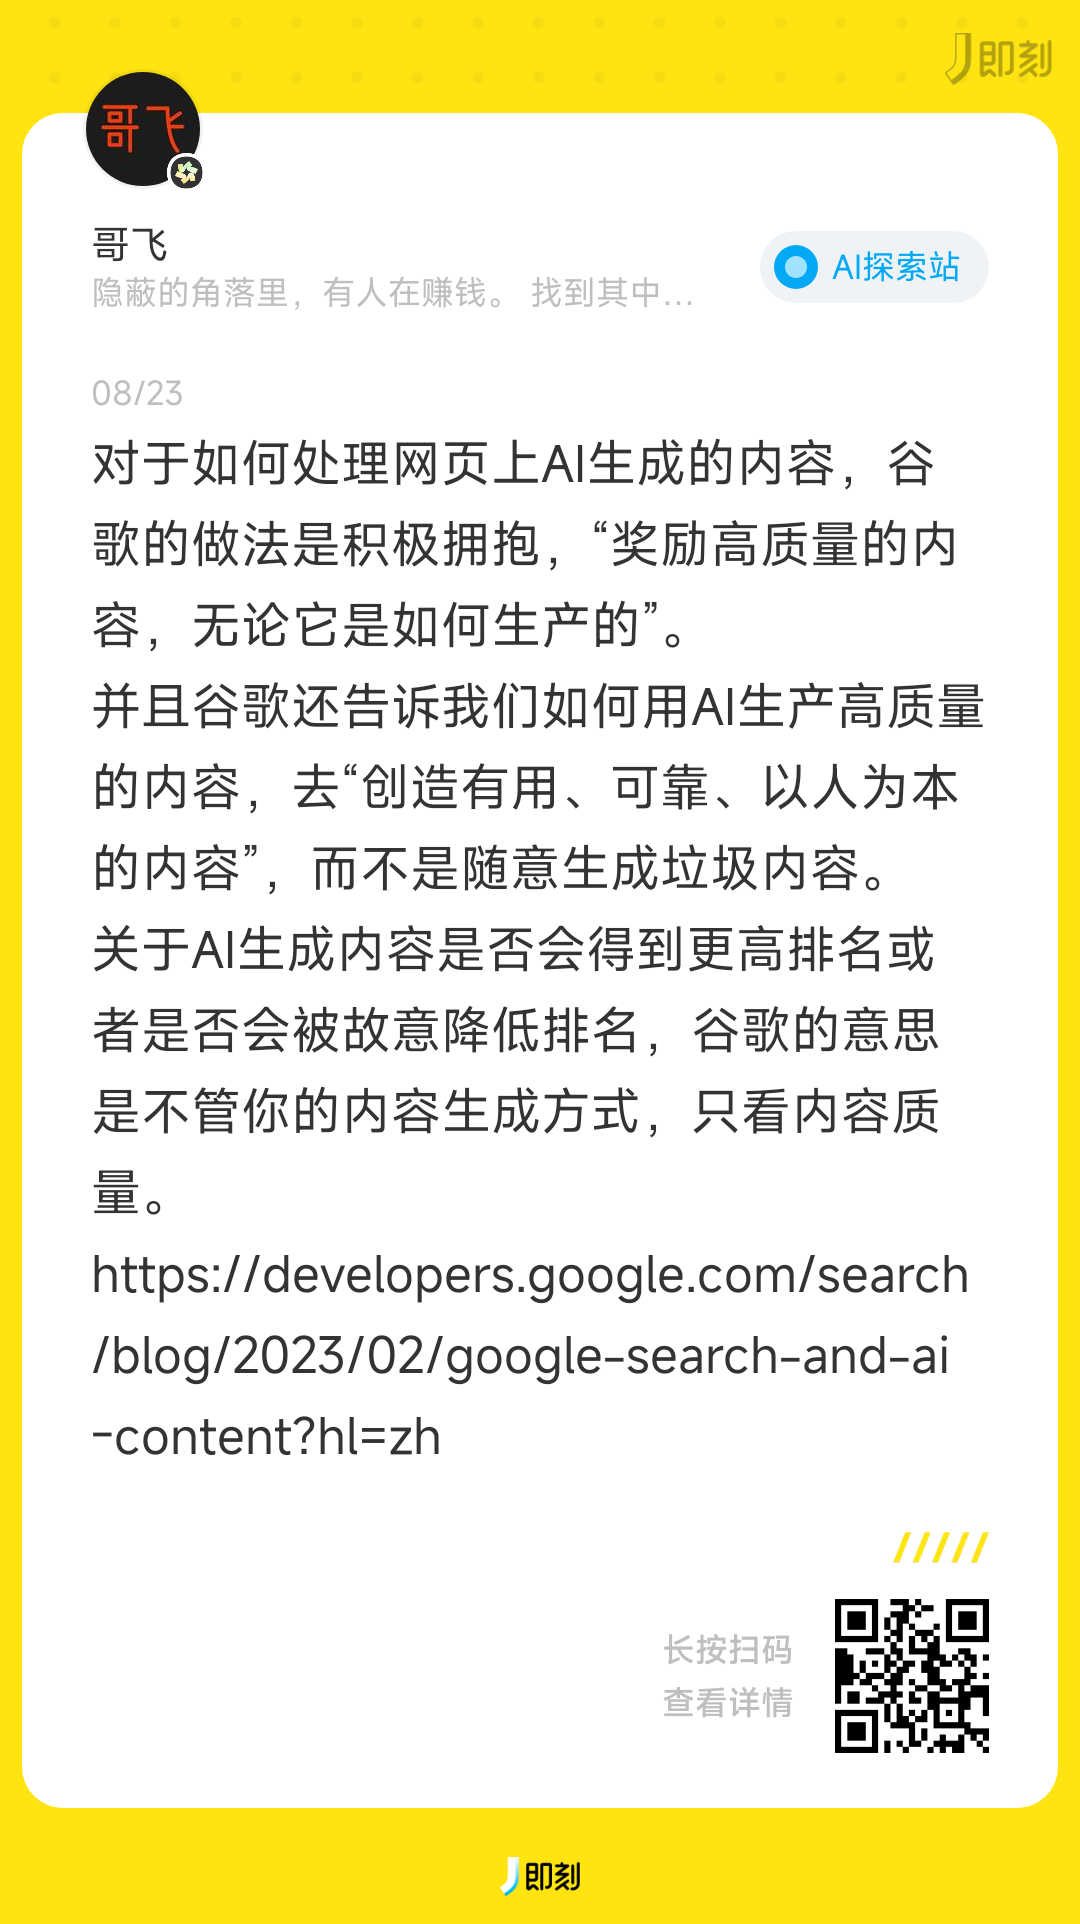 即刻
哥飞
哥飞
隐蔽的角落里，有人在赚钱。 找到其中...
AI探索站
08/23
对于如何处理网页上AI生成的内容，谷
歌的做法是积极拥抱，“奖励高质量的内
容，无论它是如何生产的”。
并且谷歌还告诉我们如何用AI生产高质量
的内容，去“创造有用、可靠、以人为本
的内容”，而不是随意生成垃圾内容。
关于AI生成内容是否会得到更高排名或
者是否会被故意降低排名，谷歌的意思
是不管你的内容生成方式，只看内容质
量。
https://developers.google.com/search
/blog/2023/02/google-search-and-ai
-content?hl=zh
长按扫码
查看详情
即刻